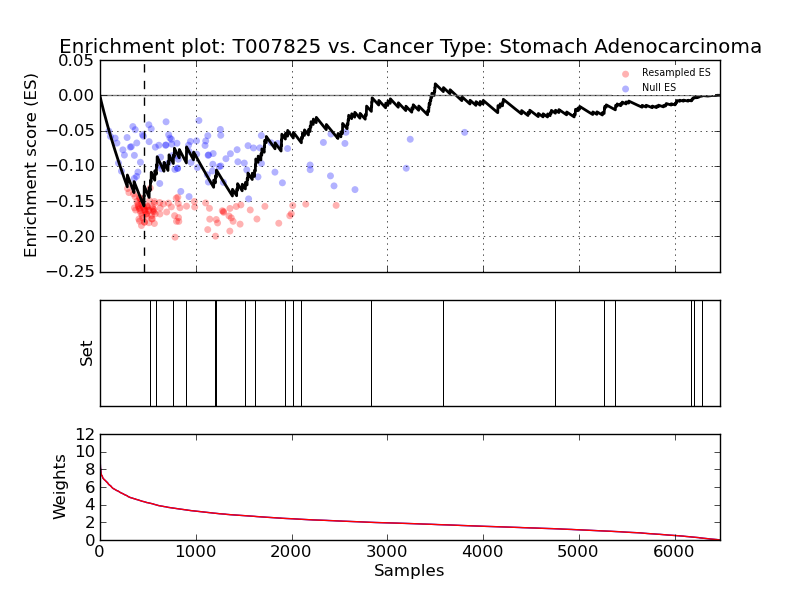 Enrichment plot: T007825 vs. Cancer Type: Stomach Adenocarcinoma
Enrichment score (ES)
0.05
0.00
−0.05
−0.10
−0.15
−0.20
−0.25
Resampled ES
Null ES
Set
Weights
12
10
8
6
4
2
0
0 1000 2000 3000 4000 5000 6000
Samples